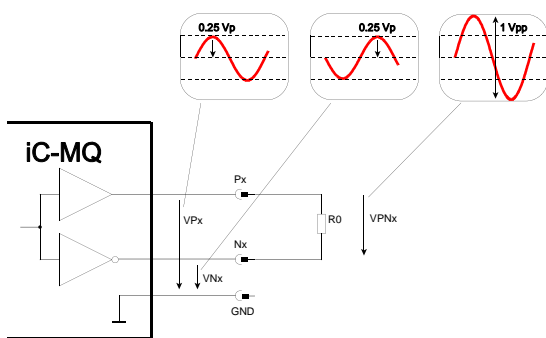 0.25 Vp
0.25 Vp
1 Vpp
iC-MQ
Px
VPx
R0
VPNx
Nx
VNx
GND